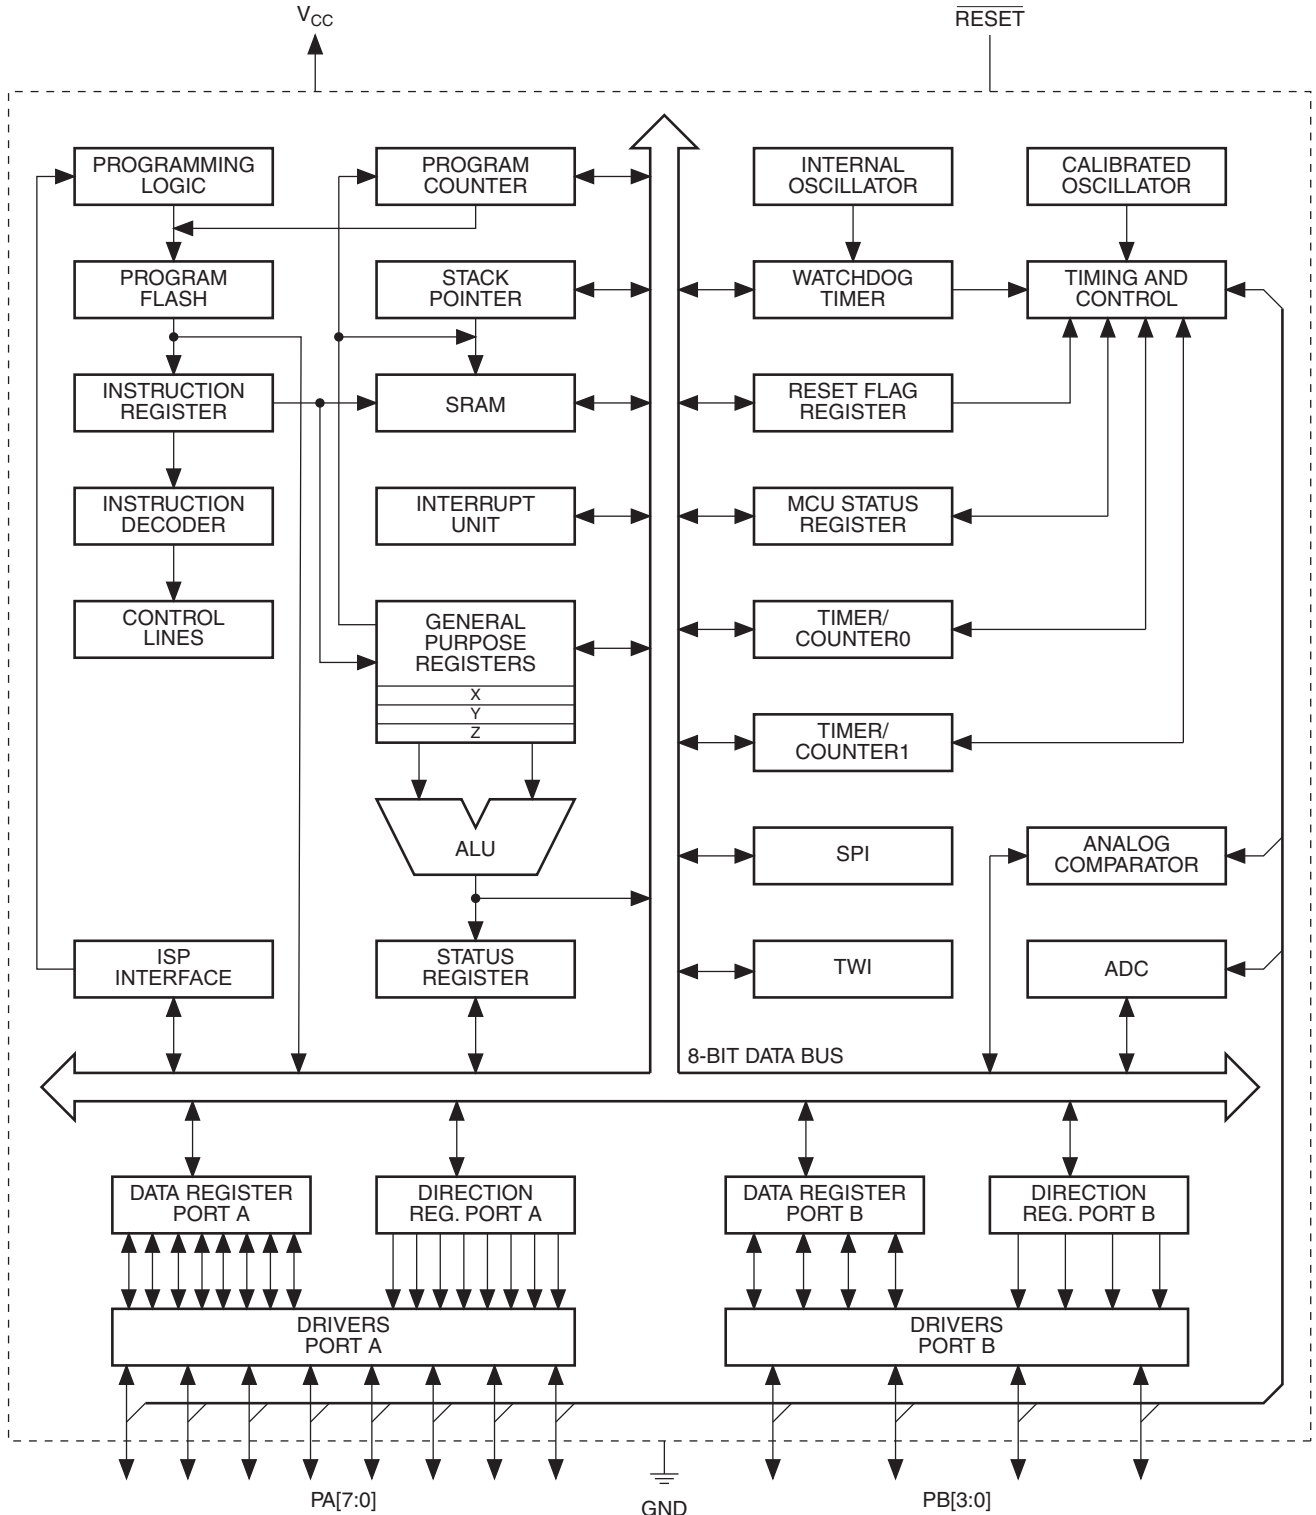 VCC
RESET
PROGRAMMING
LOGIC
PROGRAM
COUNTER
INTERNAL
OSCILLATOR
CALIBRATED
OSCILLATOR
PROGRAM
FLASH
STACK
POINTER
WATCHDOG
TIMER
TIMING AND
CONTROL
INSTRUCTION
REGISTER
SRAM
RESET FLAG
REGISTER
INSTRUCTION
DECODER
INTERRUPT
UNIT
MCU STATUS
REGISTER
CONTROL
LINES
GENERAL
PURPOSE
REGISTERS
X
Y
Z
TIMER/
COUNTER0
TIMER/
COUNTER1
ALU
SPI
ANALOG
COMPARATOR
ISP
INTERFACE
STATUS
REGISTER
TWI
ADC
8-BIT DATA BUS
DATA REGISTER
PORT A
DIRECTION
REG. PORT A
DATA REGISTER
PORT B
DIRECTION
REG. PORT B
DRIVERS
PORT A
DRIVERS
PORT B
PA[7:0]
GND
PB[3:0]